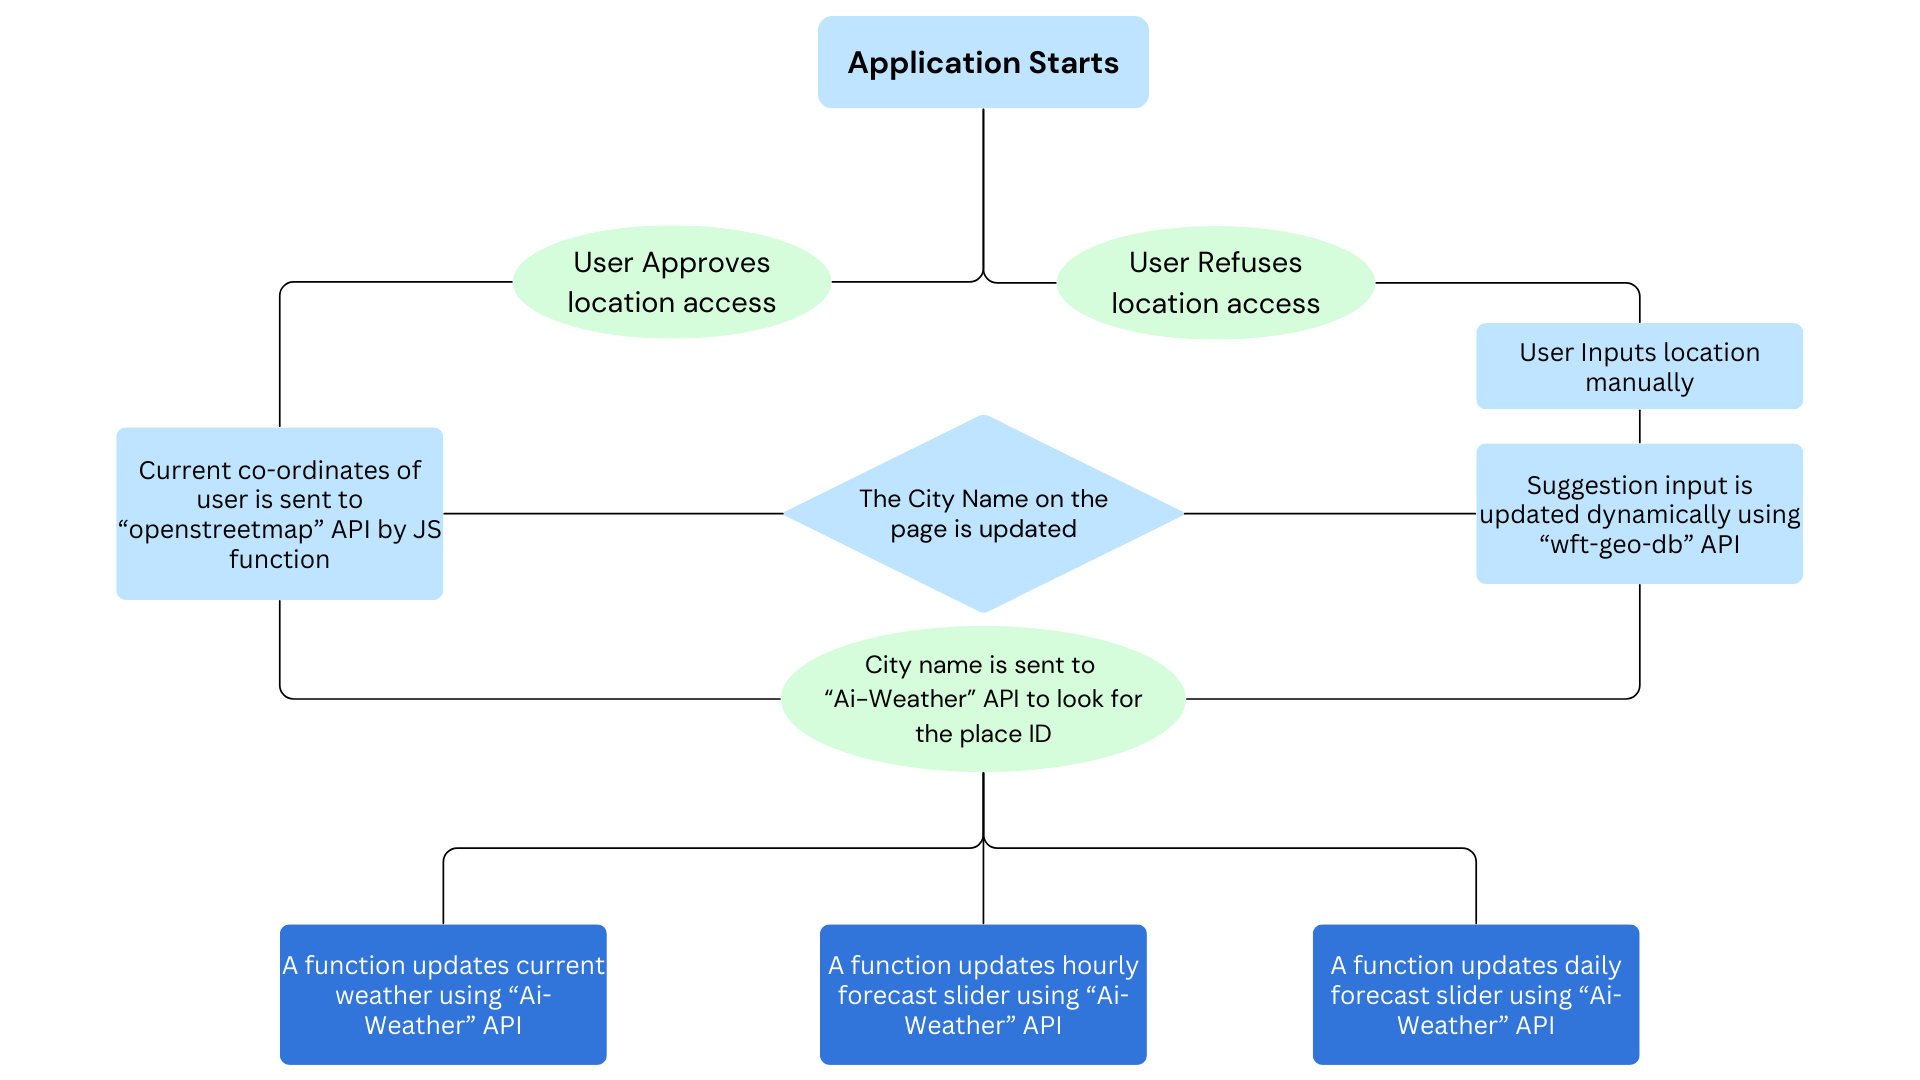 Application Starts
User Approves
location access
User Refuses
location access
User Inputs location
manually
Current co-ordinates of
user is sent to
“openstreetmap” API by JS
function
The City Name on the
page is updated
Suggestion input is
updated dynamically using
“wft-geo-db” API
City name is sent to
“Ai-Weather” API to look for
the place ID
A function updates current
weather using “Ai-
Weather” API
A function updates hourly
forecast slider using “Ai-
Weather” API
A function updates daily
forecast slider using “Ai-
Weather” API